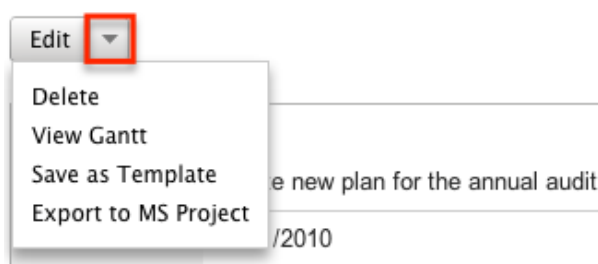 Edit
Delete
View Gantt
Save as Template
new plan for the annual audit
Export to MS Project
/2010